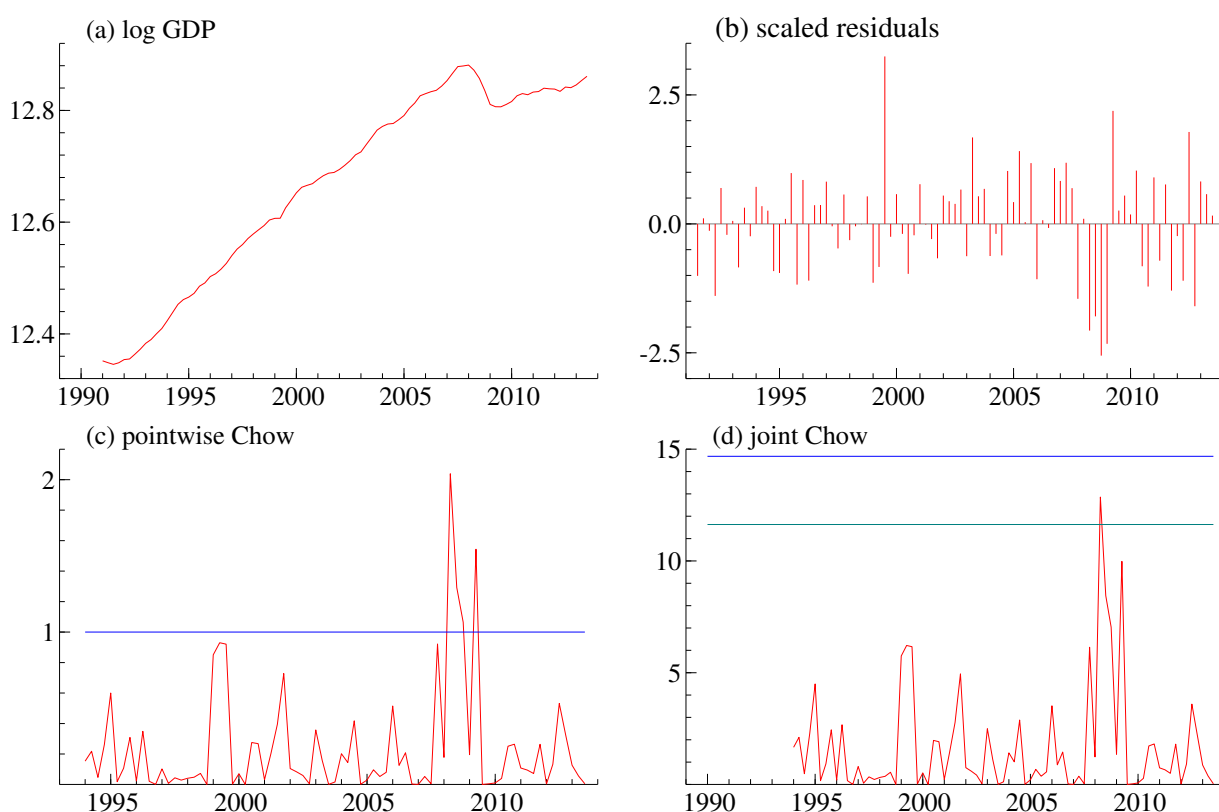 (a) log GDP
12.8
12.6
12.4
1990 1995 2000 2005 2010
(b) scaled residuals
2.5
0.0
-2.5
1995 2000 2005 2010
(c) pointwise Chow
2
1
1995 2000 2005 2010
(d) joint Chow
15
10
5
1990 1995 2000 2005 2010